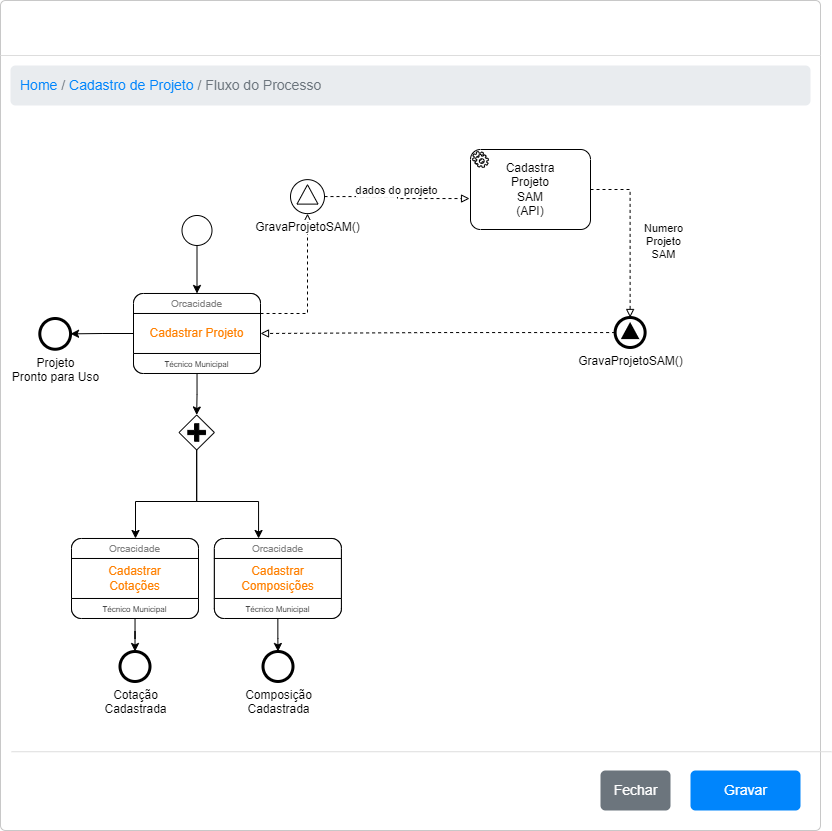 Home / Cadastro de Projeto / Fluxo do Processo
Cadastra
Projeto
SAM
(API)
dados do projeto
GravaProjetoSAM()
Numero
Projeto
SAM
Orcacidade
Cadastrar Projeto
Técnico Municipal
Projeto
Pronto para Uso
GravaProjetoSAM()
Orcacidade
Cadastrar
Cotações
Técnico Municipal
Orcacidade
Cadastrar
Composições
Técnico Municipal
Cotação
Cadastrada
Composição
Cadastrada
Fechar
Gravar